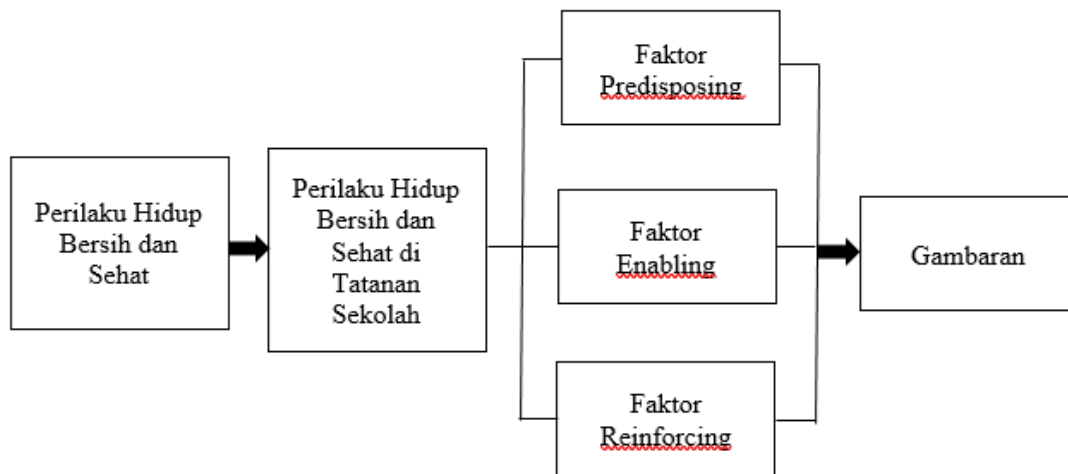 Perilaku Hidup
Bersih dan
Sehat
Perilaku Hidup
Bersih dan
Sehat di
Tatanan
Sekolah
Faktor
Predisposing
Faktor
Enabling
Faktor
Reinforcing
Gambaran